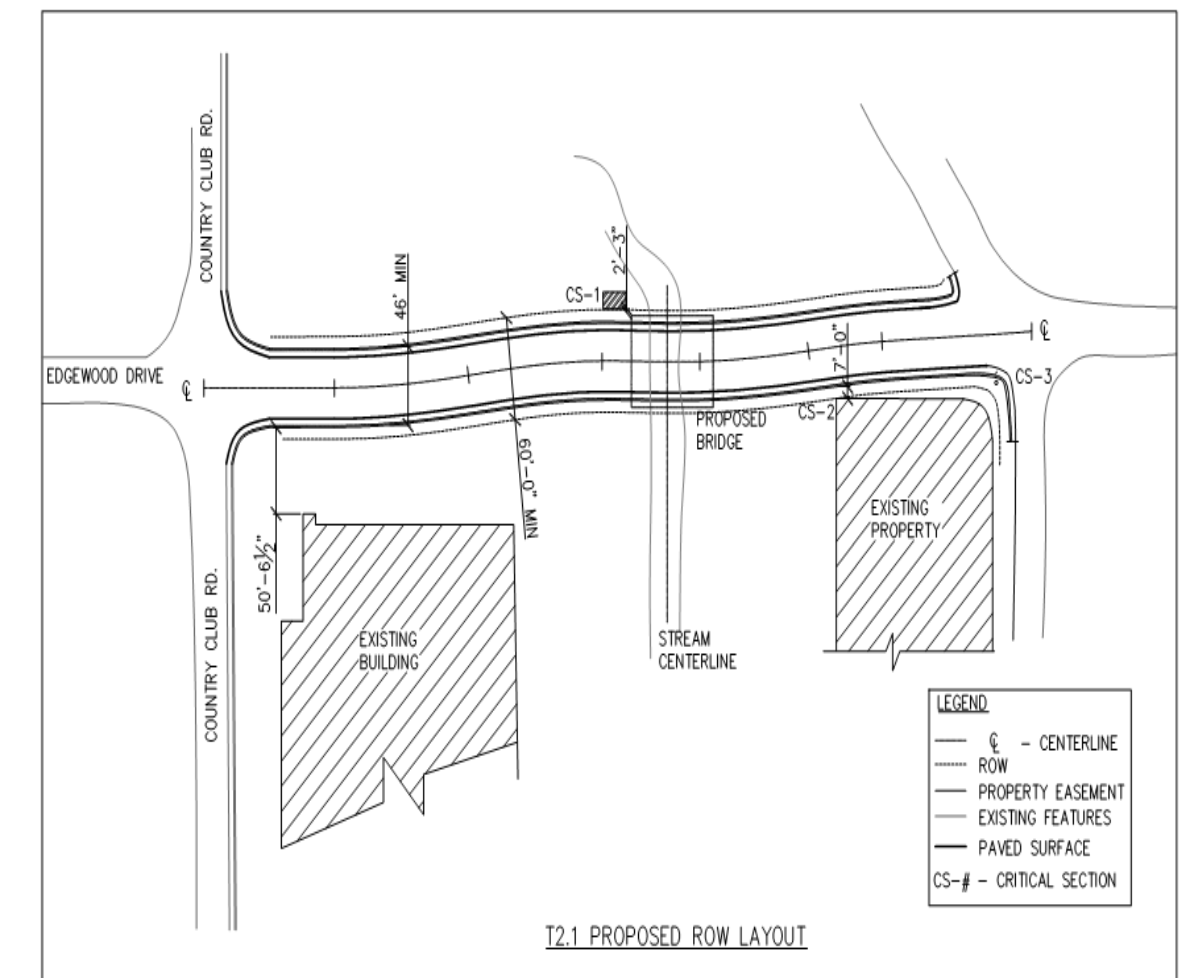 COUNTRY CLUB RD.
46' MIN
2'-3"
CS-1
EDGEWOOD DRIVE
℄
℄
7'-0"
CS-3
CS-2
PROPOSED
BRIDGE
60'-0" MIN
50'-6½"
EXISTING
PROPERTY
COUNTRY CLUB RD.
EXISTING
BUILDING
STREAM
CENTERLINE
LEGEND
℄ - CENTERLINE
ROW
PROPERTY EASEMENT
EXISTING FEATURES
PAVED SURFACE
CS-# - CRITICAL SECTION
T2.1 PROPOSED ROW LAYOUT